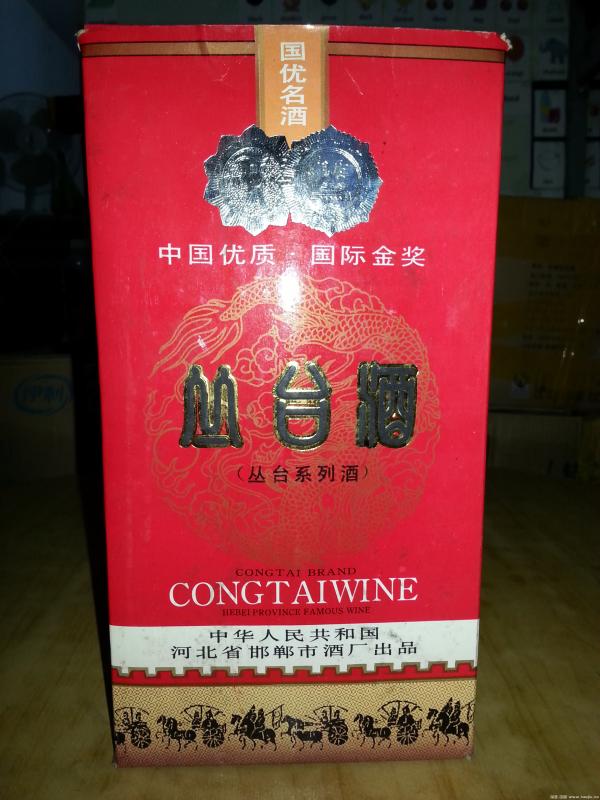 国优名酒
中国优质 国际金奖
丛台酒
（丛台系列酒）
CONGTAI BRAND
CONGTAIWINE
HEBEI PROVINCE FAMOUS WINE
中华人民共和国
河北省邯郸市酒厂出品
伊利